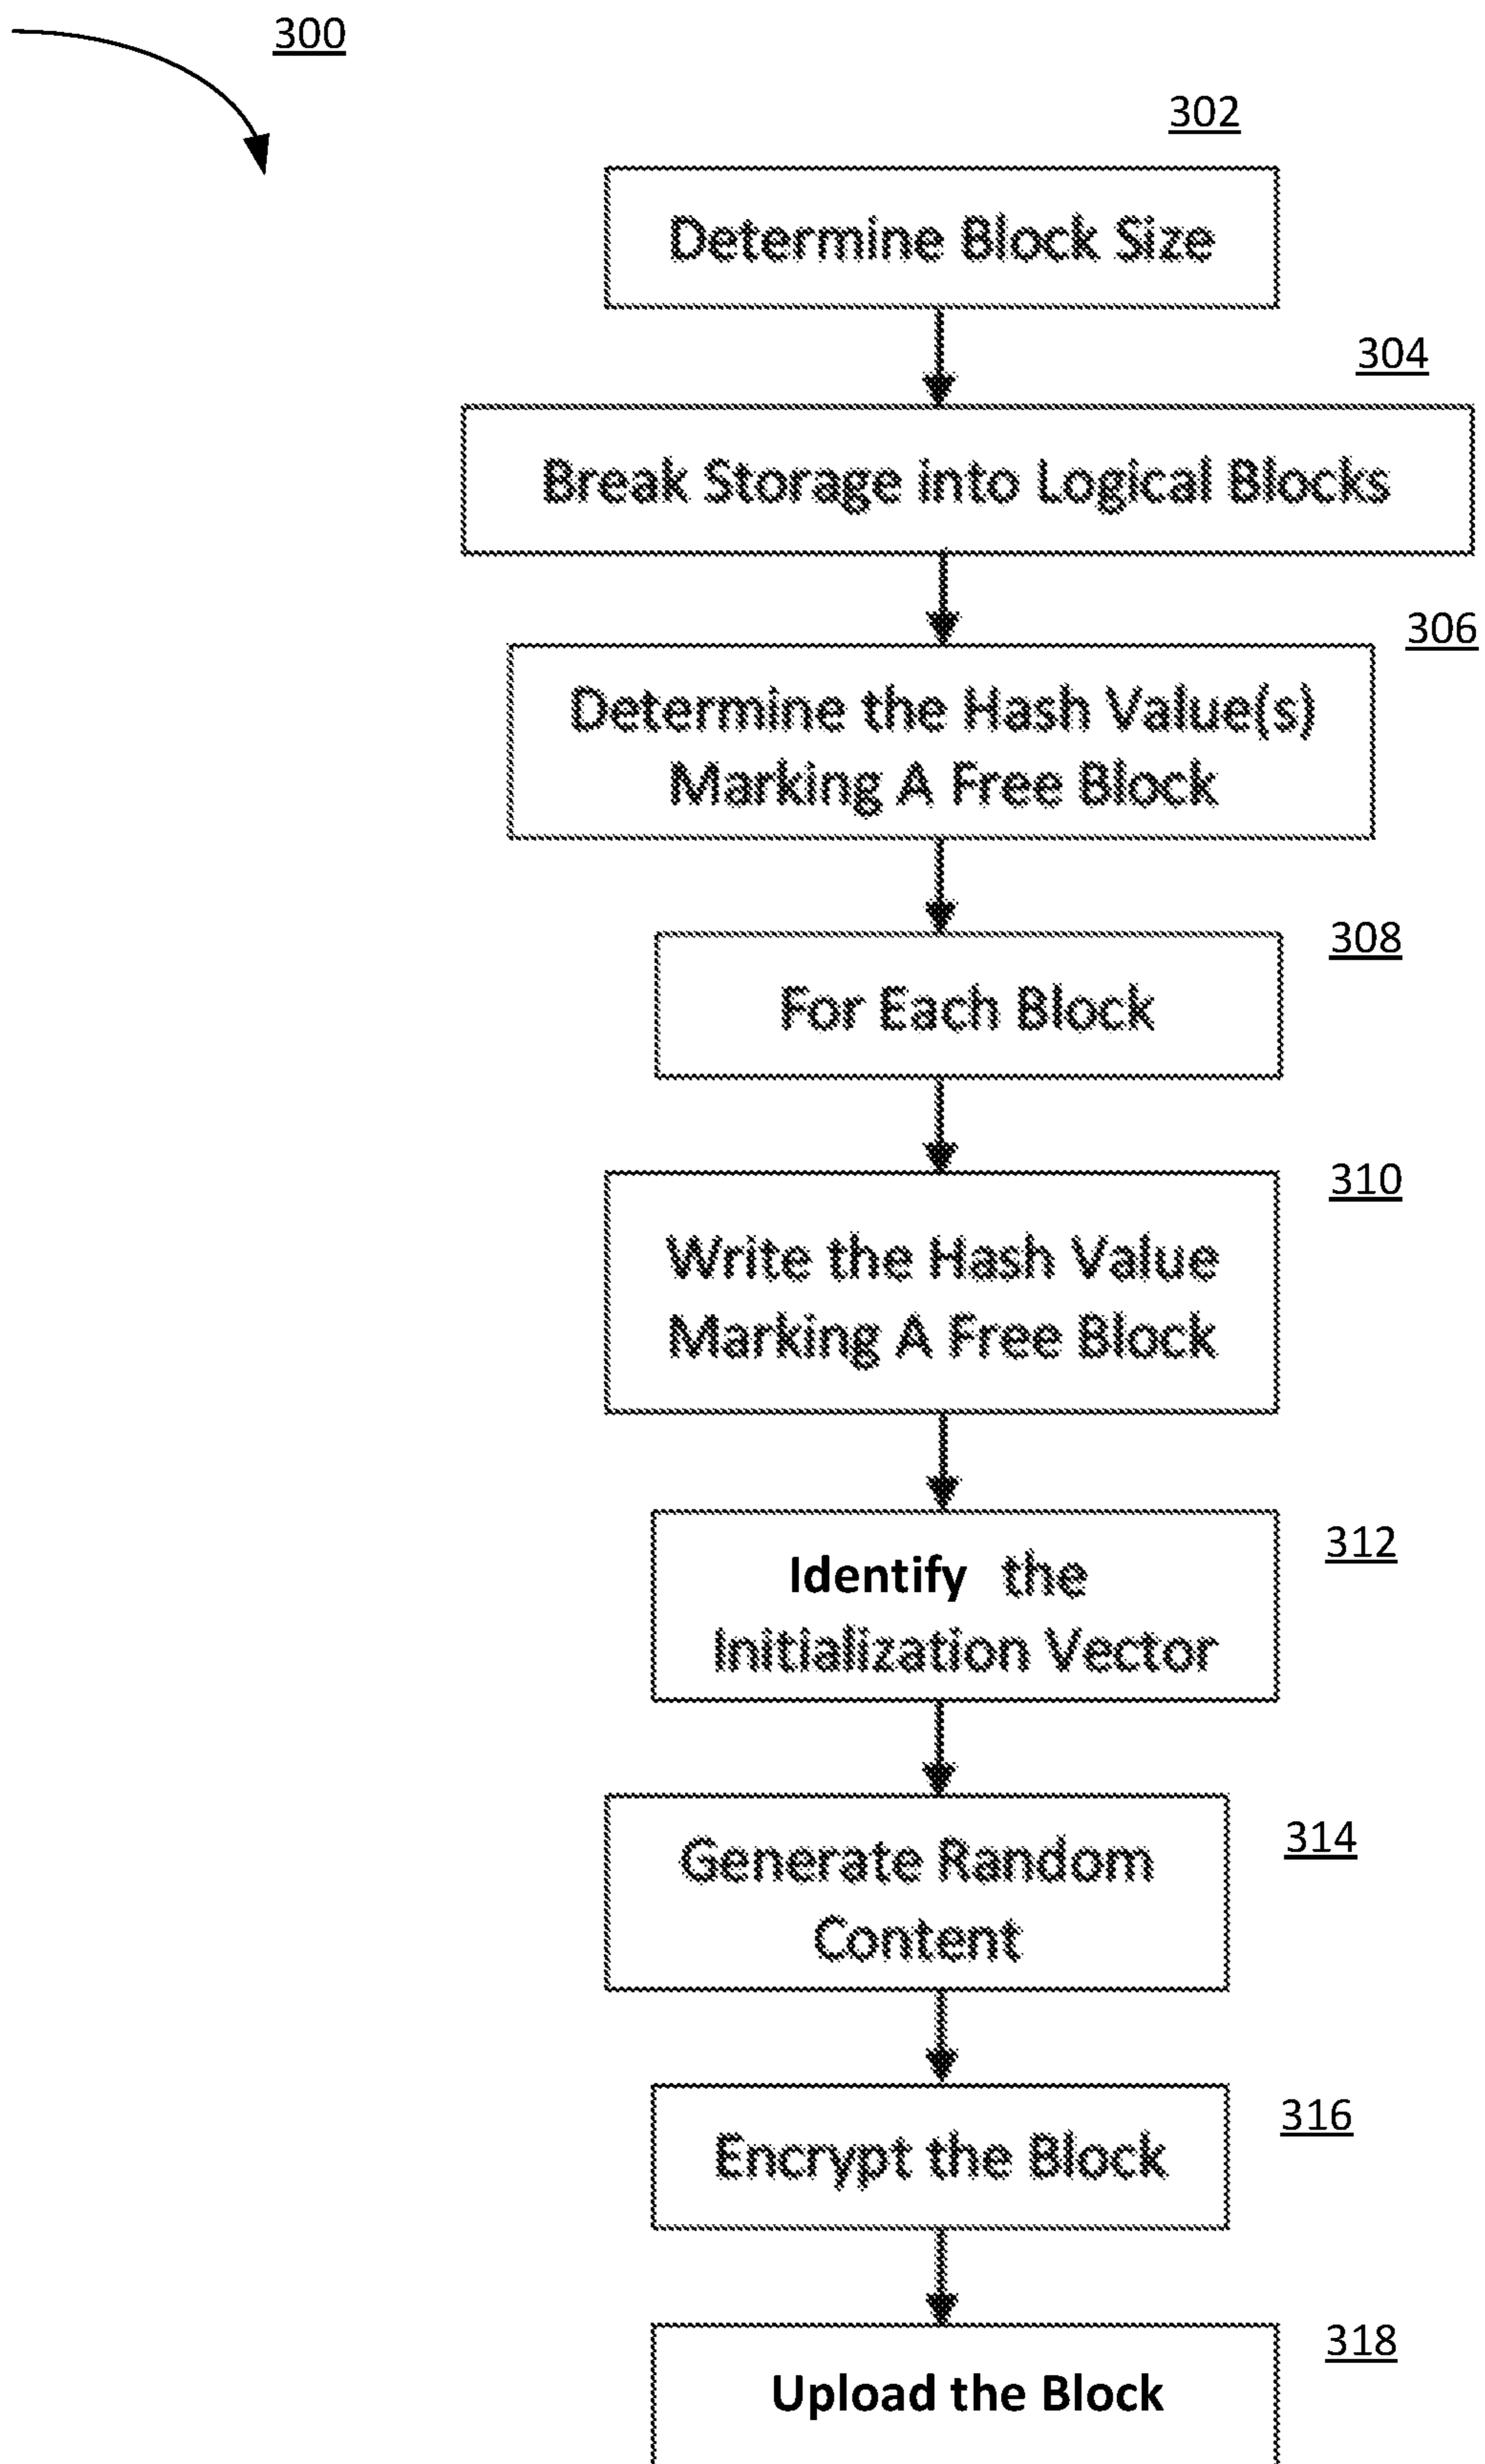 300
302
Determine Block Size
304
Break Storage into Logical Blocks
306
Determine the Hash Value(s)
Marking A Free Block
308
For Each Block
310
Write the Hash Value
Marking A Free Block
312
Identify the
Initialization Vector
314
Generate Random
Content
316
Encrypt the Block
318
Upload the Block